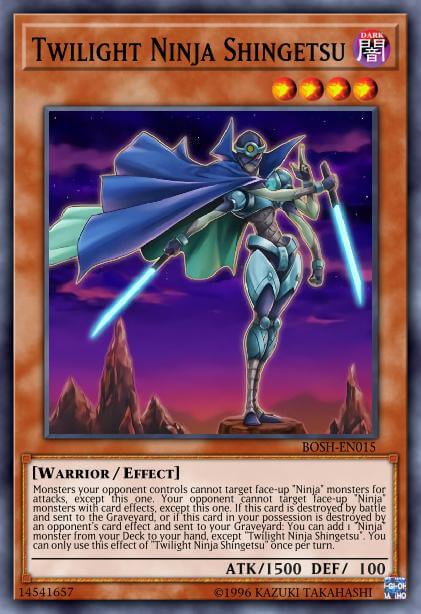 TWILIGHT NINJA SHINGETSU
DARK
闇
BOSH-EN015
[WARRIOR / EFFECT]
Monsters your opponent controls cannot target face-up "Ninja" monsters for
attacks, except this one. Your opponent cannot target face-up "Ninja"
monsters with card effects, except this one. If this card is destroyed by
battle and sent to the Graveyard, or if this card in your possession is destroyed by
an opponent's card effect and sent to your Graveyard: You can add 1 "Ninja"
monster from your Deck to your hand, except "Twilight Ninja Shingetsu". You
can only use this effect of "Twilight Ninja Shingetsu" once per turn.
ATK/1500 DEF/ 100
14541657
©1996 KAZUKI TAKAHASHI